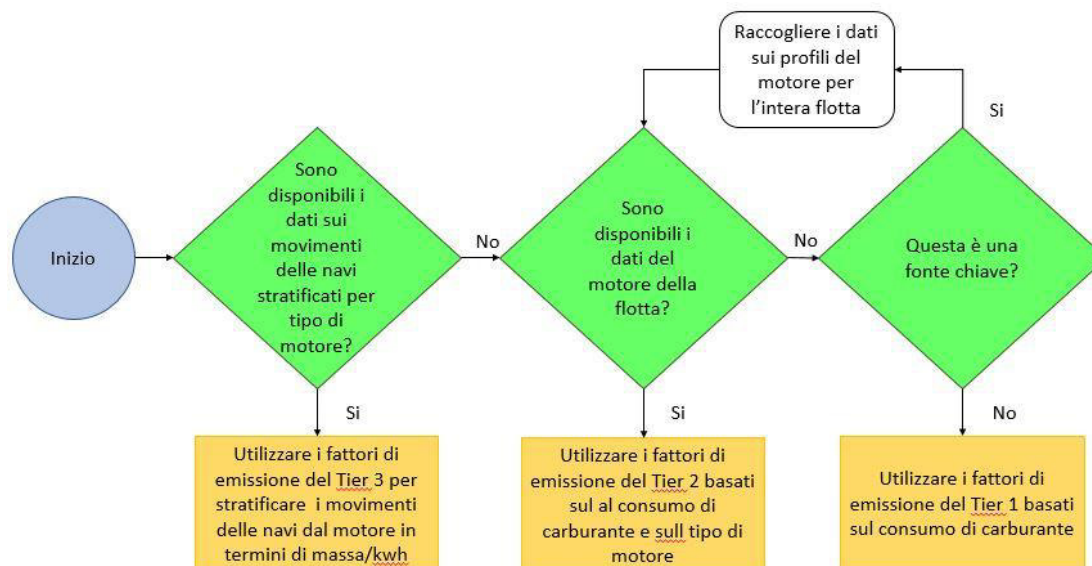 Raccogliere i dati
sui profili del
motore per
l'intera flotta
Si
Inizio
Sono
disponibili i
dati sui
movimenti
delle navi
stratificati per
tipo di
motore?
No
Sono
disponibili i
dati del
motore della
flotta?
No
Questa è una
fonte chiave?
Si
Si
No
Utilizzare i fattori di
emissione del Tier 3 per
stratificare i movimenti
delle navi dal motore in
termini di massa/kwh
Utilizzare i fattori di
emissione del Tier 2 basati
sul al consumo di
carburante e sull tipo di
motore
Utilizzare i fattori di
emissione del Tier 1 basati
sul consumo di carburante